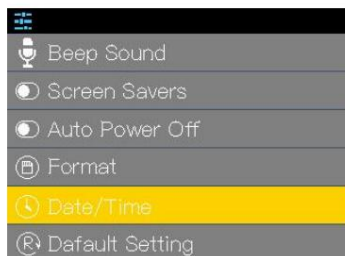 Beep Sound
Screen Savers
Auto Power Off
Format
Date/Time
Dafault Setting